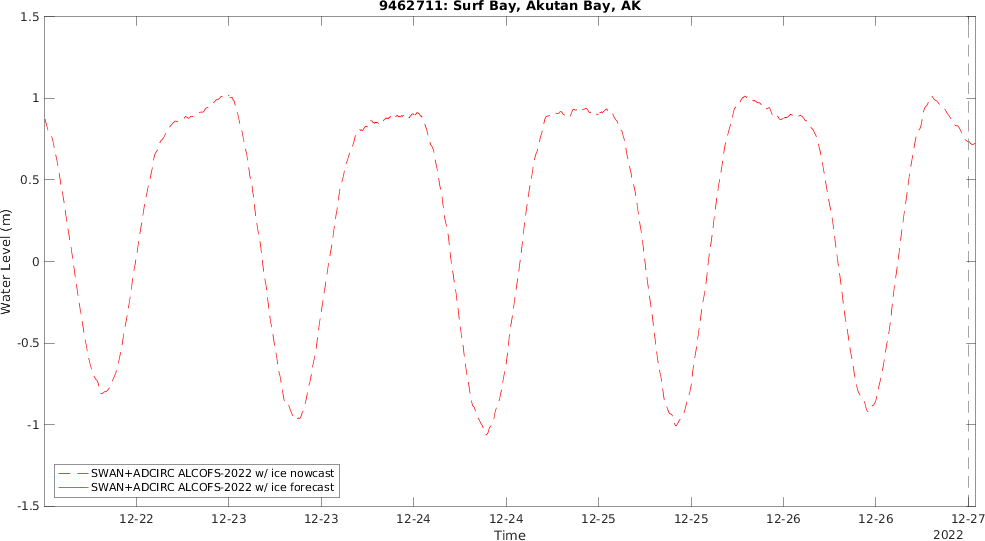 9462711: Surf Bay, Akutan Bay, AK
Water Level (m)
1.5
1
0.5
0
-0.5
-1
-1.5
SWAN+ADCIRC ALCOFS-2022 w/ ice nowcast
SWAN+ADCIRC ALCOFS-2022 w/ ice forecast
12-22 12-23 12-23 12-24 12-24 12-25 12-25 12-26 12-26 12-27
Time
2022